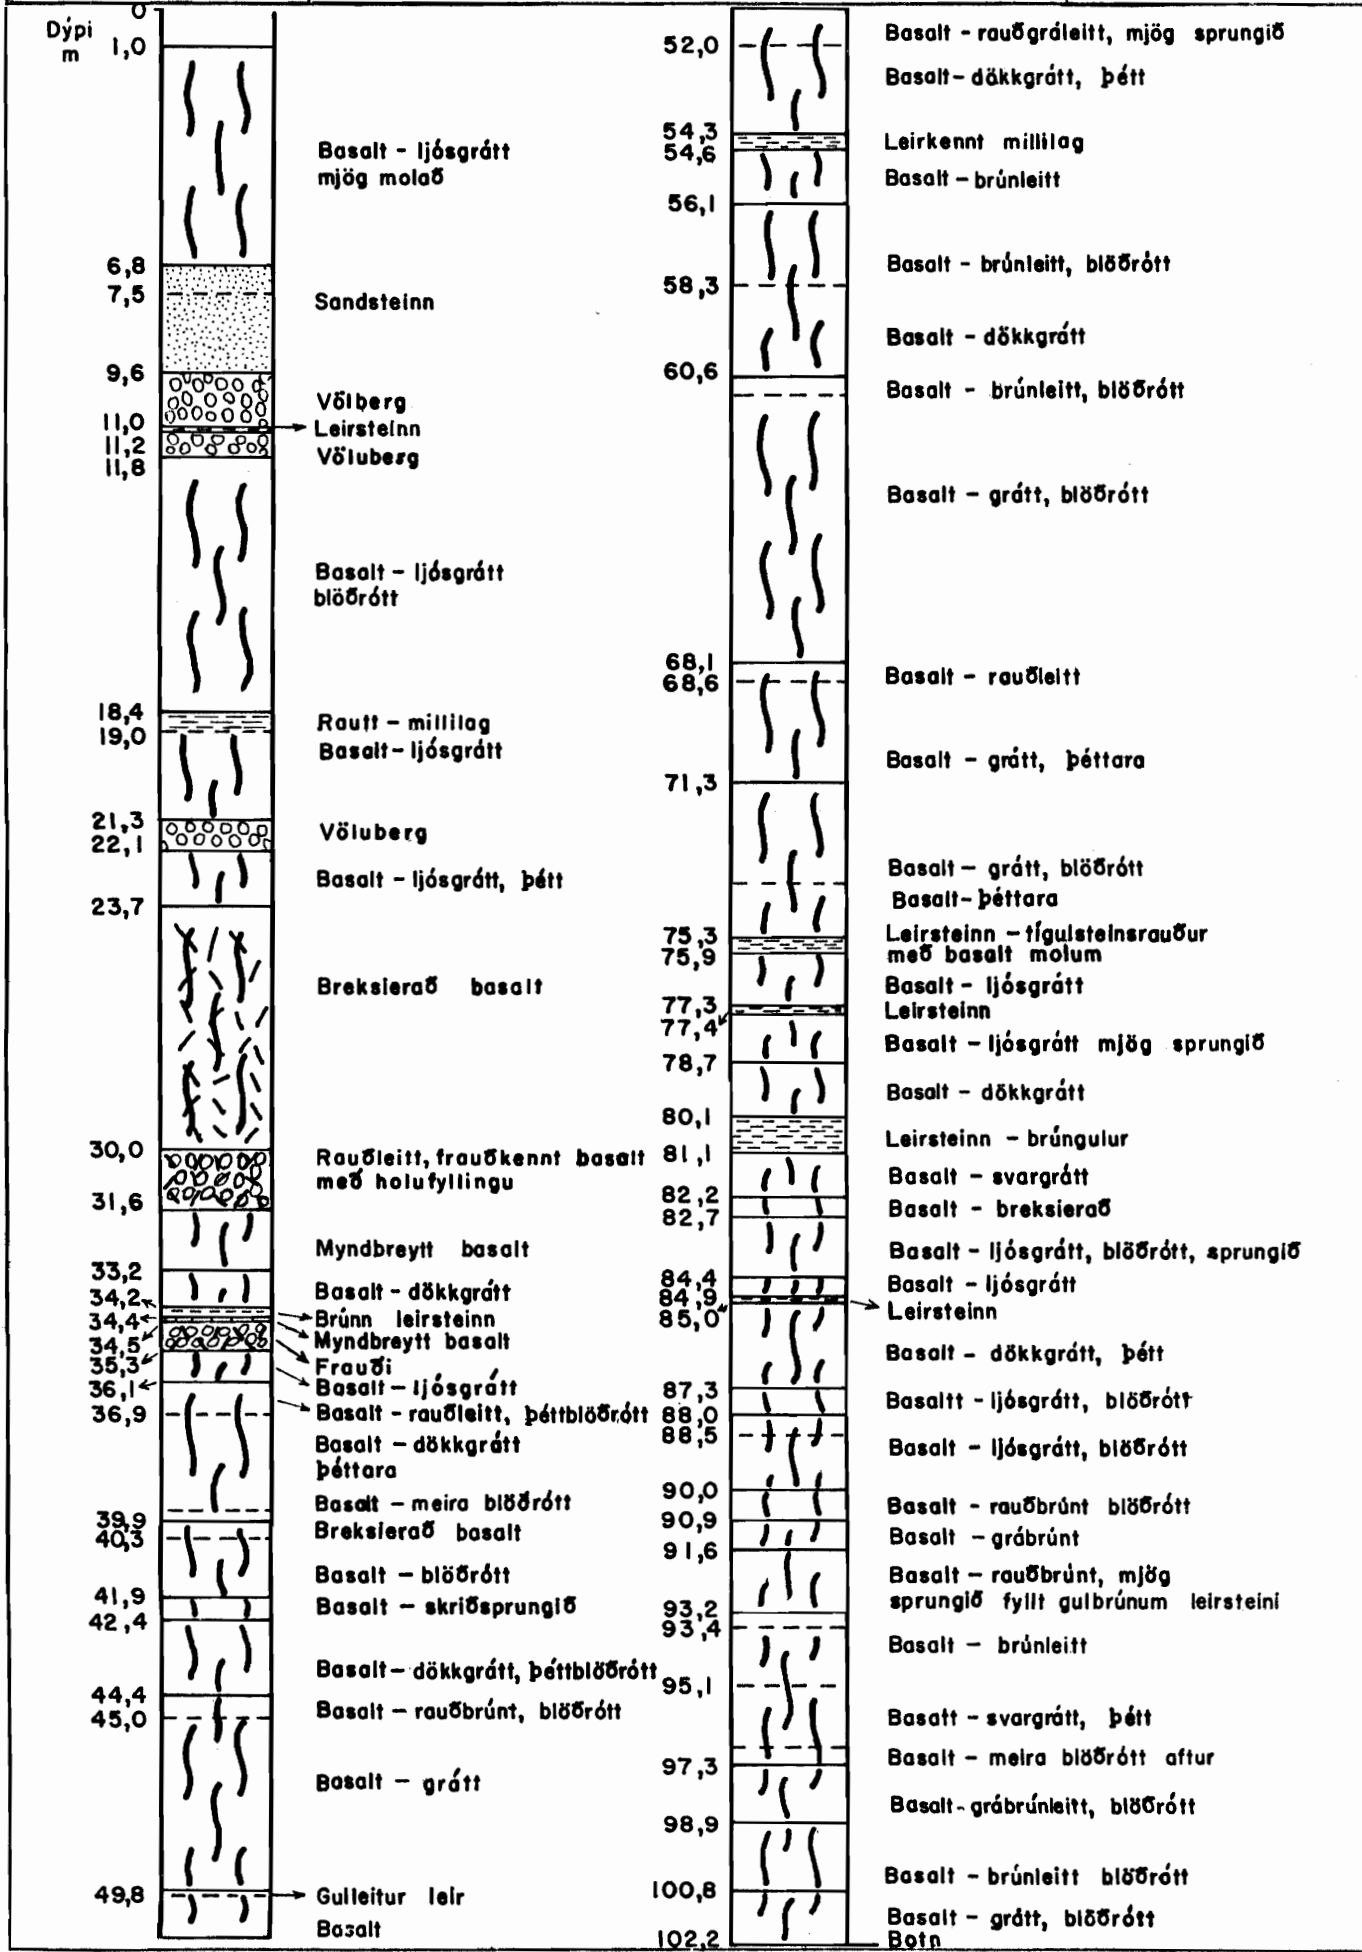 Dýpi
m
0
1,0
Basalt - ljósgrátt
mjög molað
6,8
7,5
Sandsteinn
9,6
Völberg
11,0
Leirsteinn
11,2
Völuberg
11,8
Basalt - ljósgrátt
blöðrótt
18,4
Rautt - millilag
19,0
Basalt - ljósgrátt
21,3
Völuberg
22,1
Basalt - ljósgrátt, þétt
23,7
Breksierað basalt
30,0
Rauðleitt, frauðkennt basalt
með holufyllingu
31,6
Myndbreytt basalt
33,2
Basalt - dökkgrátt
34,2
Brúnn leirsteinn
34,4
Myndbreytt basalt
34,5
Frauði
35,3
Basalt - ljósgrátt
36,1
Basalt - rauðleitt, þéttblöðrótt
36,9
Basalt - dökkgrátt
þéttara
Basalt - meira blöðrótt
39,9
Breksierað basalt
40,3
Basalt - blöðrótt
41,9
Basalt - skriðsprungið
42,4
Basalt - dökkgrátt, þéttblöðrótt
44,4
Basalt - rauðbrúnt, blöðrótt
45,0
Basalt - grátt
49,8
Gulleitur leir
Basalt
Basalt - rauðgráleitt, mjög sprungið
52,0
Basalt - dökkgrátt, þétt
54,3
Leirkennt millilag
54,6
Basalt - brúnleitt
56,1
Basalt - brúnleitt, blöðrótt
58,3
Basalt - dökkgrátt
60,6
Basalt - brúnleitt, blöðrótt
Basalt - grátt, blöðrótt
68,1
Basalt - rauðleitt
68,6
Basalt - grátt, þéttara
71,3
Basalt - grátt, blöðrótt
Basalt - þéttara
75,3
Leirsteinn - tígulsteinsrauður
með basalt molum
75,9
Basalt - ljósgrátt
77,3
Leirsteinn
77,4
Basalt - ljósgrátt mjög sprungið
78,7
Basalt - dökkgrátt
80,1
Leirsteinn - brúngulur
81,1
Basalt - svargrátt
82,2
Basalt - breksierað
82,7
Basalt - ljósgrátt, blöðrótt, sprungið
84,4
Basalt - ljósgrátt
84,9
Leirsteinn
85,0
Basalt - dökkgrátt, þétt
87,3
Basaltt - ljósgrátt, blöðrótt
88,0
88,5
Basalt - ljósgrátt, blöðrótt
90,0
Basalt - rauðbrúnt blöðrótt
90,9
Basalt - grábrúnt
91,6
Basalt - rauðbrúnt, mjög
sprungið fyllt gulbrúnum leirsteini
93,2
93,4
Basalt - brúnleitt
95,1
Basatt - svargrátt, þétt
Basalt - meira blöðrótt aftur
97,3
Basalt - grábrúnleitt, blöðrótt
98,9
Basalt - brúnleitt blöðrótt
100,8
Basalt - grátt, blöðrótt
102,2
Botn